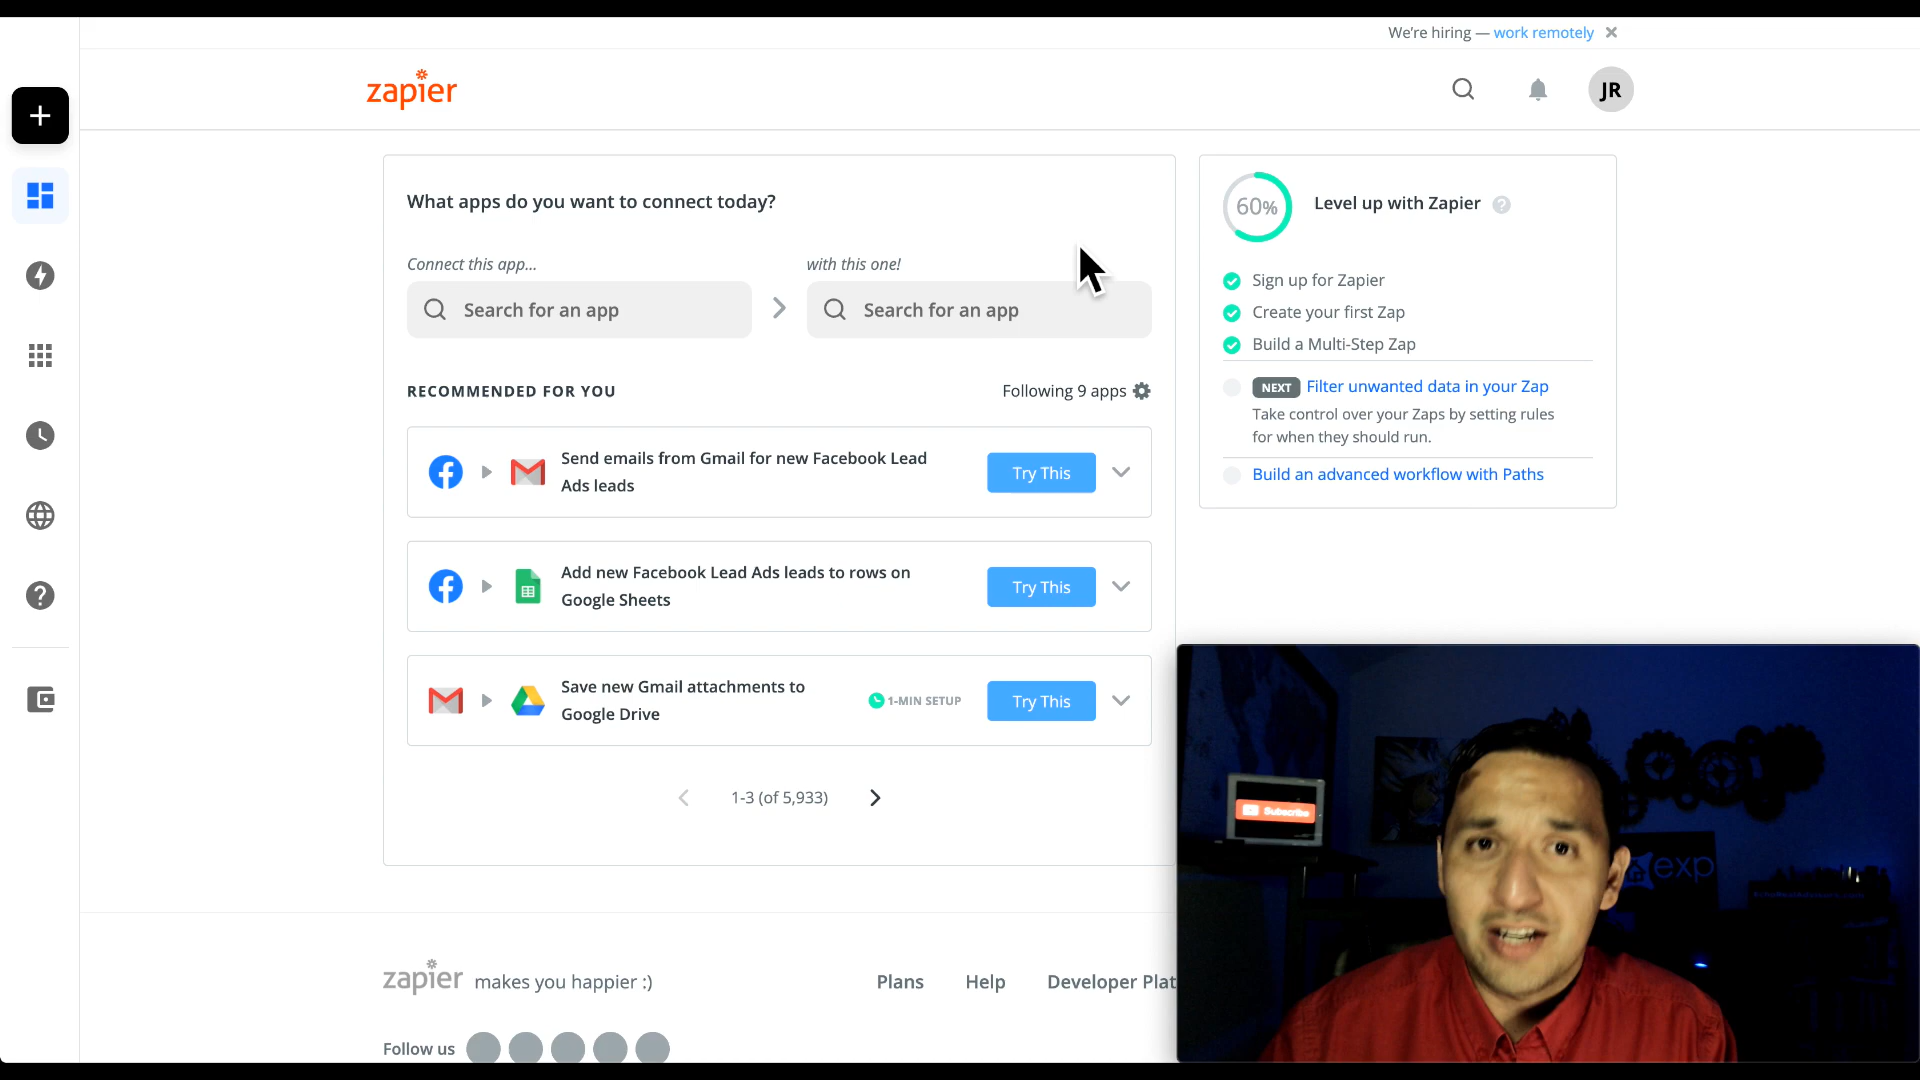 We're hiring — work remotely
zapier
JR
What apps do you want to connect today?
Connect this app...
with this one!
Search for an app
Search for an app
RECOMMENDED FOR YOU
Following 9 apps
Send emails from Gmail for new Facebook Lead
Ads leads
Try This
Add new Facebook Lead Ads leads to rows on
Google Sheets
Try This
Save new Gmail attachments to
Google Drive
1-MIN SETUP
Try This
1-3 (of 5,933)
60%
Level up with Zapier
Sign up for Zapier
Create your first Zap
Build a Multi-Step Zap
NEXT Filter unwanted data in your Zap
Take control over your Zaps by setting rules
for when they should run.
Build an advanced workflow with Paths
Subscribe
exp
zapier makes you happier :)
Plans
Help
Developer Plat
Follow us